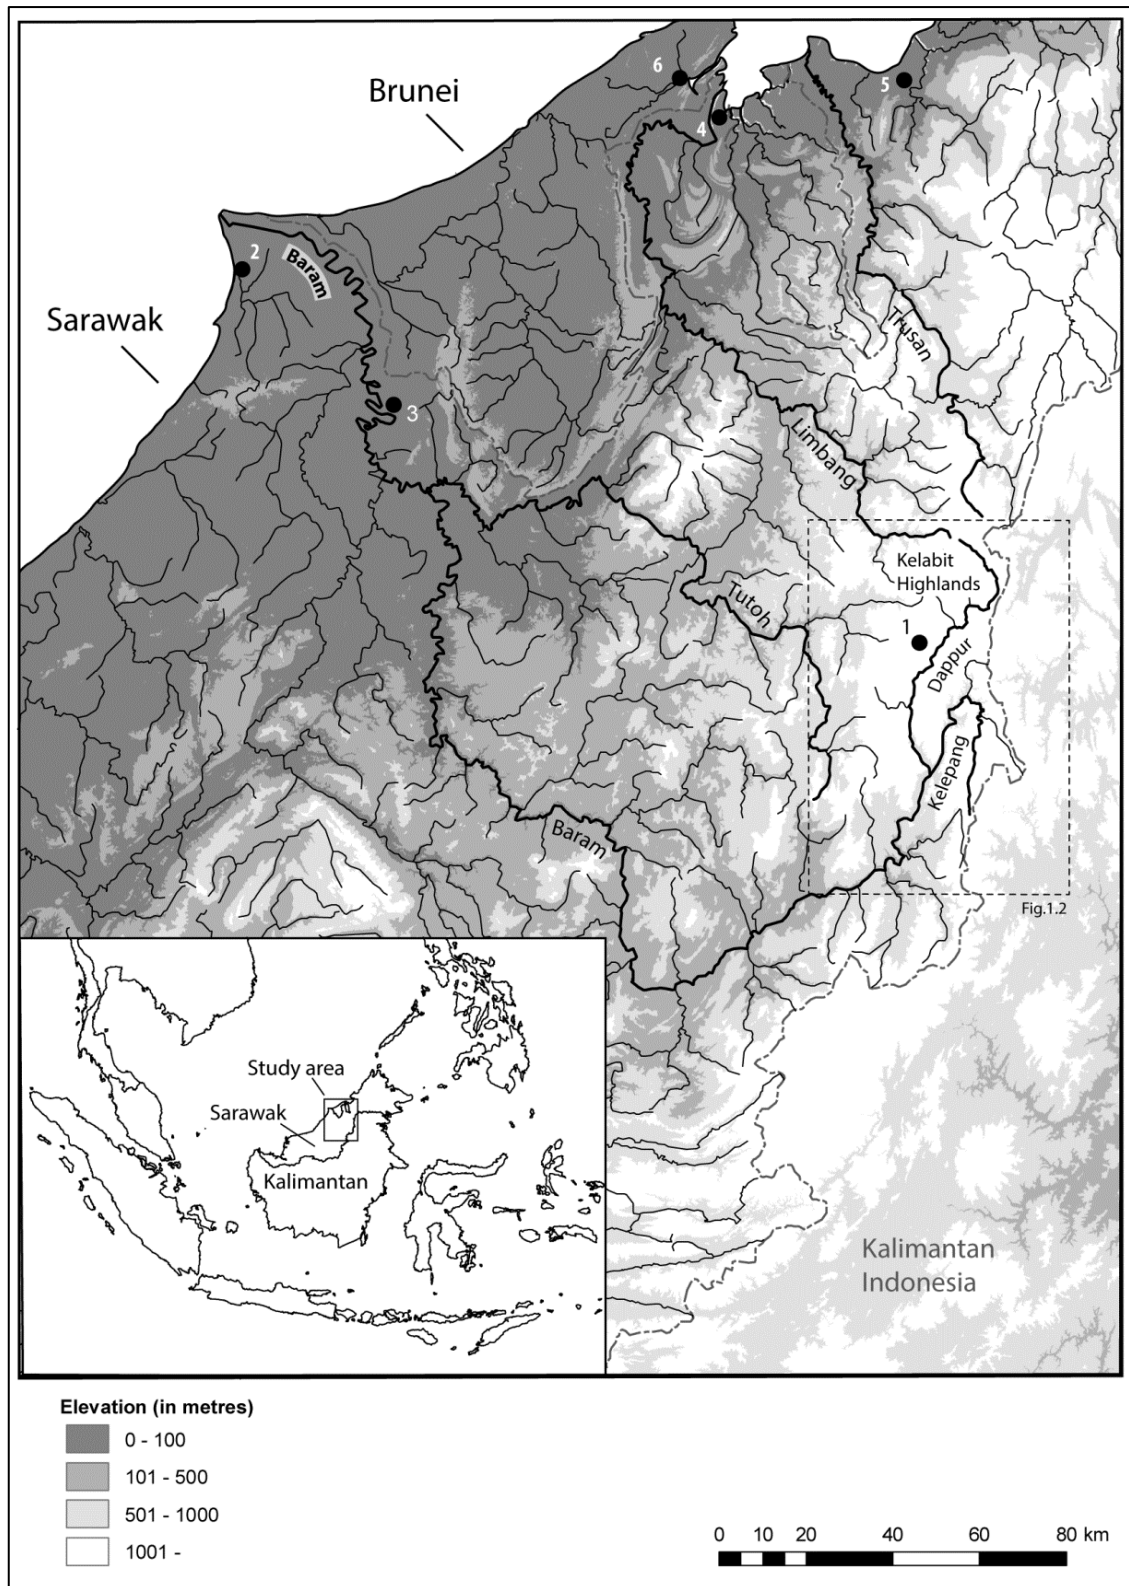 6
5
Brunei
4
2
Baram
Sarawak
Trusan
3
Limbang
Kelabit
Highlands
Tutoh
1
Dappur
Kelepang
Baram
Fig.1.2
Study area
Sarawak
Kalimantan
Kalimantan
Indonesia
Elevation (in metres)
0 - 100
101 - 500
501 - 1000
1001 -
0 10 20 40 60 80 km